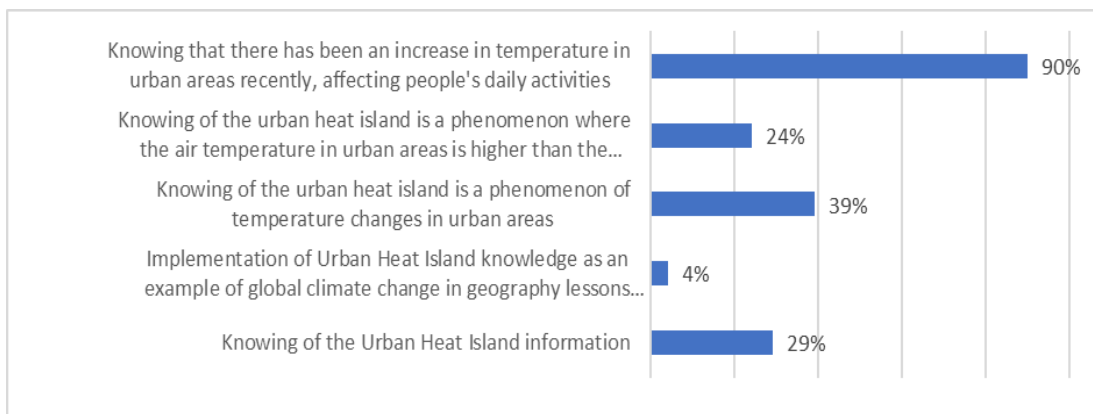 Knowing that there has been an increase in temperature in
urban areas recently, affecting people's daily activities
90%
Knowing of the urban heat island is a phenomenon where
the air temperature in urban areas is higher than the...
24%
Knowing of the urban heat island is a phenomenon of
temperature changes in urban areas
39%
Implementation of Urban Heat Island knowledge as an
example of global climate change in geography lessons...
4%
Knowing of the Urban Heat Island information
29%